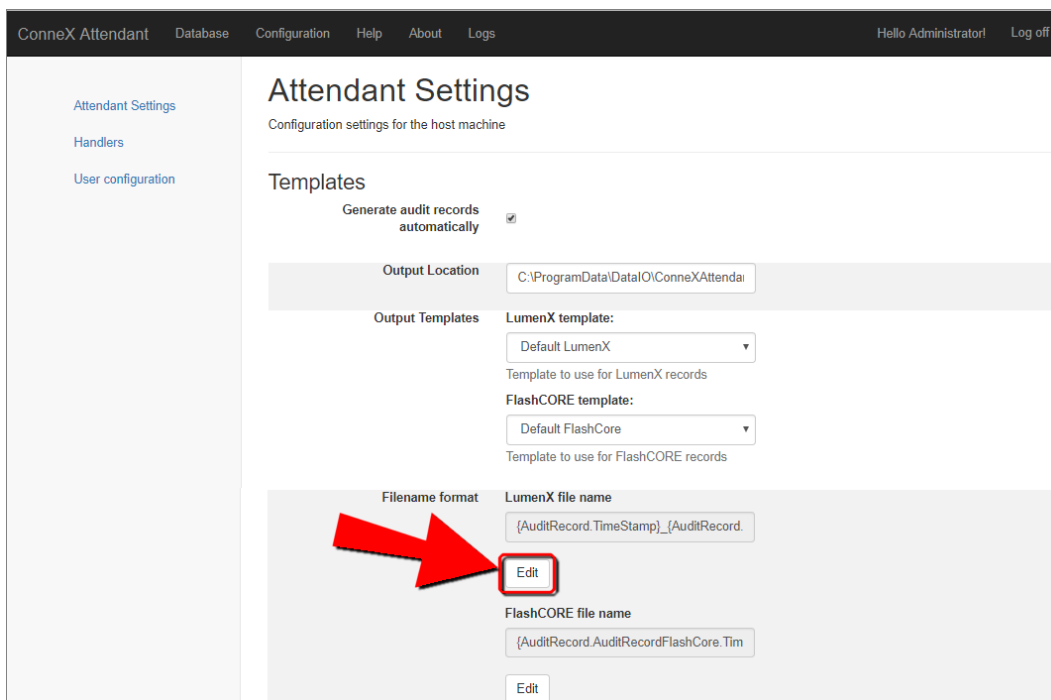 ConneX Attendant Database Configuration Help About Logs Hello Administrator! Log off
Attendant Settings
Handlers
User configuration
Attendant Settings
Configuration settings for the host machine
Templates
Generate audit records
automatically
Output Location C:\ProgramData\DataIO\ConneXAttendar
Output Templates LumenX template:
Default LumenX
Template to use for LumenX records
FlashCORE template:
Default FlashCore
Template to use for FlashCORE records
Filename format LumenX file name
{AuditRecord.TimeStamp}_{AuditRecord.
Edit
FlashCORE file name
{AuditRecord.AuditRecordFlashCore.Tim
Edit